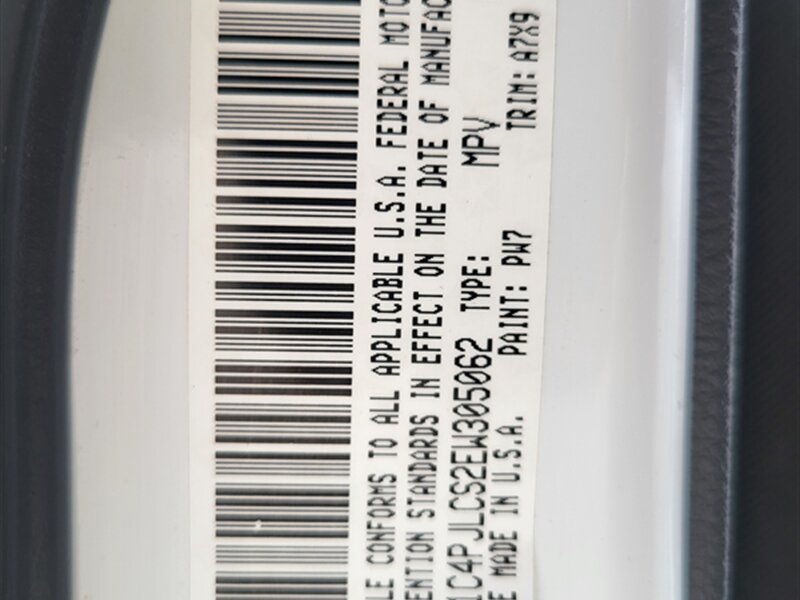 LE CONFORMS TO ALL APPLICABLE U.S.A. FEDERAL MOTO
ENTION STANDARDS IN EFFECT ON THE DATE OF MANUFAC
1C4PJLCS2EW305062 TYPE: MPV
E MADE IN U.S.A. PAINT: PW7 TRIM: A7X9